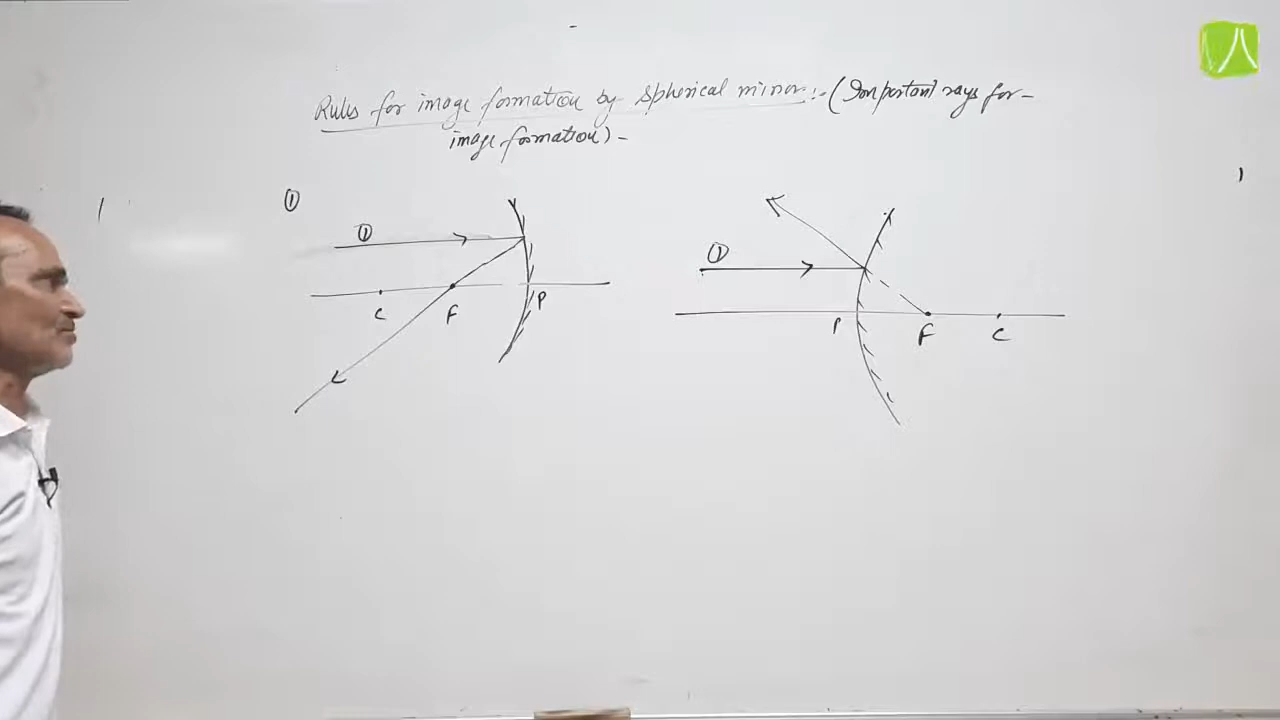 Rules for image formation by Spherical mirror :- (Important rays for-
image formation) -
①
①
C
F
P
①
P
F
C